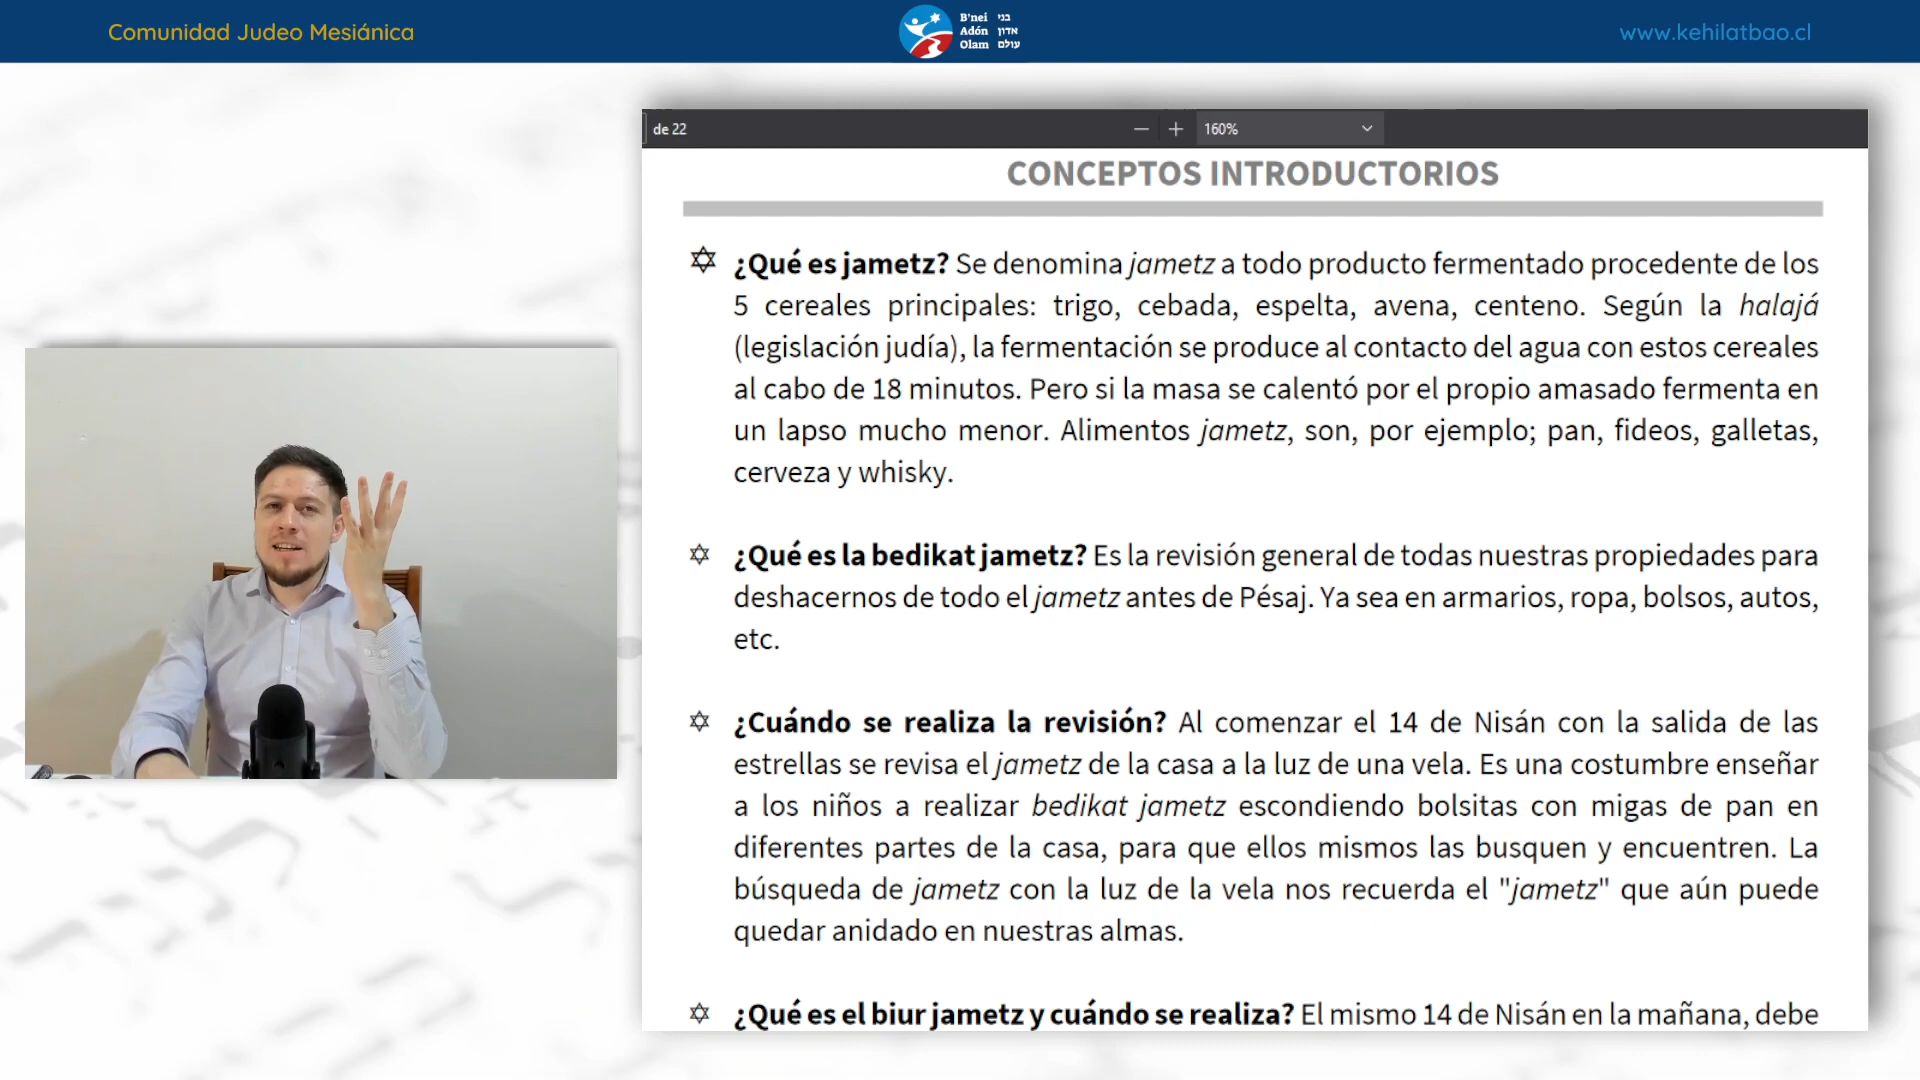 Comunidad Judeo Mesiánica
B'nei בני
Adón אדון
Olam עולם
www.kehilatbao.cl
de 22
160%
CONCEPTOS INTRODUCTORIOS
¿Qué es jametz? Se denomina jametz a todo producto fermentado procedente de los
5 cereales principales: trigo, cebada, espelta, avena, centeno. Según la halajá
(legislación judía), la fermentación se produce al contacto del agua con estos cereales
al cabo de 18 minutos. Pero si la masa se calentó por el propio amasado fermenta en
un lapso mucho menor. Alimentos jametz, son, por ejemplo; pan, fideos, galletas,
cerveza y whisky.
¿Qué es la bedikat jametz? Es la revisión general de todas nuestras propiedades para
deshacernos de todo el jametz antes de Pésaj. Ya sea en armarios, ropa, bolsos, autos,
etc.
¿Cuándo se realiza la revisión? Al comenzar el 14 de Nisán con la salida de las
estrellas se revisa el jametz de la casa a la luz de una vela. Es una costumbre enseñar
a los niños a realizar bedikat jametz escondiendo bolsitas con migas de pan en
diferentes partes de la casa, para que ellos mismos las busquen y encuentren. La
búsqueda de jametz con la luz de la vela nos recuerda el "jametz" que aún puede
quedar anidado en nuestras almas.
¿Qué es el biur jametz y cuándo se realiza? El mismo 14 de Nisán en la mañana, debe